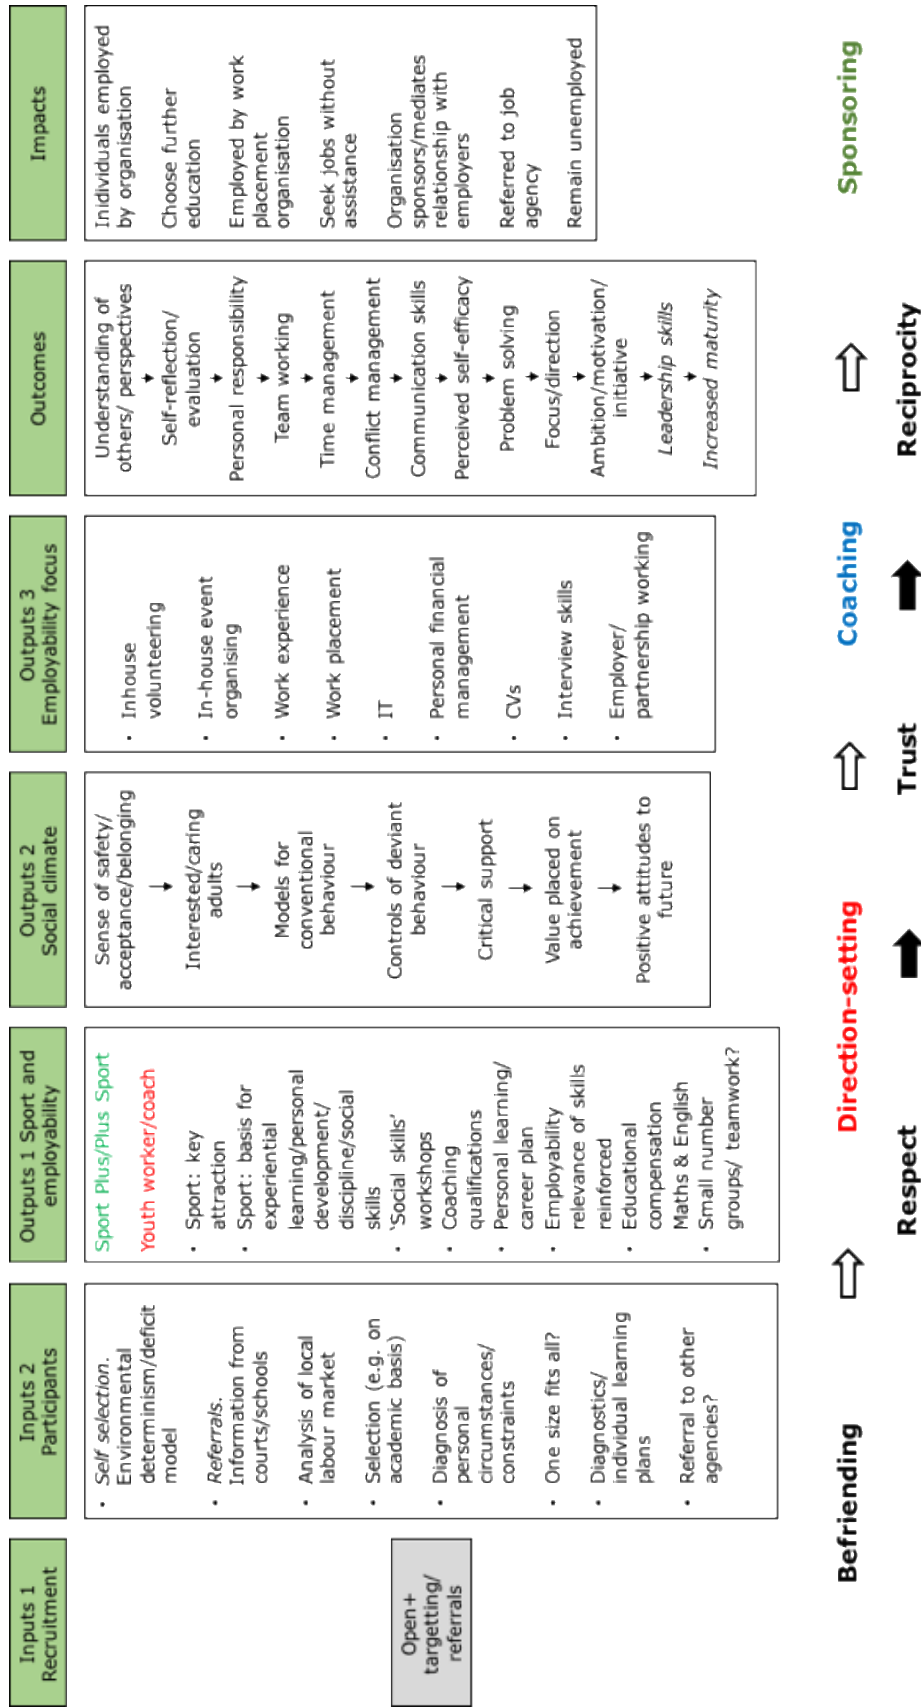 Inputs 1
Recruitment
Open+
targetting/
referrals
Inputs 2
Participants
• Self selection.
Environmental
determinism/deficit
model
• Referrals.
Information from
courts/schools
• Analysis of local
labour market
• Selection (e.g. on
academic basis)
• Diagnosis of
personal
circumstances/
constraints
• One size fits all?
• Diagnostics/
individual learning
plans
• Referral to other
agencies?
Outputs 1 Sport and
employability
Sport Plus/Plus Sport
Youth worker/coach
• Sport: key
attraction
• Sport: basis for
experiential
learning/personal
development/
discipline/social
skills
• ‘Social skills’
workshops
• Coaching
qualifications
• Personal learning/
career plan
• Employability
relevance of skills
reinforced
• Educational
compensation
Maths & English
• Small number
groups/ teamwork?
Outputs 2
Social climate
Sense of safety/
acceptance/belonging
Interested/caring
adults
Models for
conventional
behaviour
Controls of deviant
behaviour
Critical support
Value placed on
achievement
Positive attitudes to
future
Outputs 3
Employability focus
• Inhouse
volunteering
• In-house event
organising
• Work experience
• Work placement
• IT
• Personal financial
management
• CVs
• Interview skills
• Employer/
partnership working
Outcomes
Understanding of
others/ perspectives
Self-reflection/
evaluation
Personal responsibility
Team working
Time management
Conflict management
Communication skills
Perceived self-efficacy
Problem solving
Focus/direction
Ambition/motivation/
initiative
Leadership skills
Increased maturity
Impacts
Inidividuals employed
by organisation
Choose further
education
Employed by work
placement
organisation
Seek jobs without
assistance
Organisation
sponsors/mediates
relationship with
employers
Referred to job
agency
Remain unemployed
Befriending
Direction-setting
Coaching
Sponsoring
Respect
Trust
Reciprocity